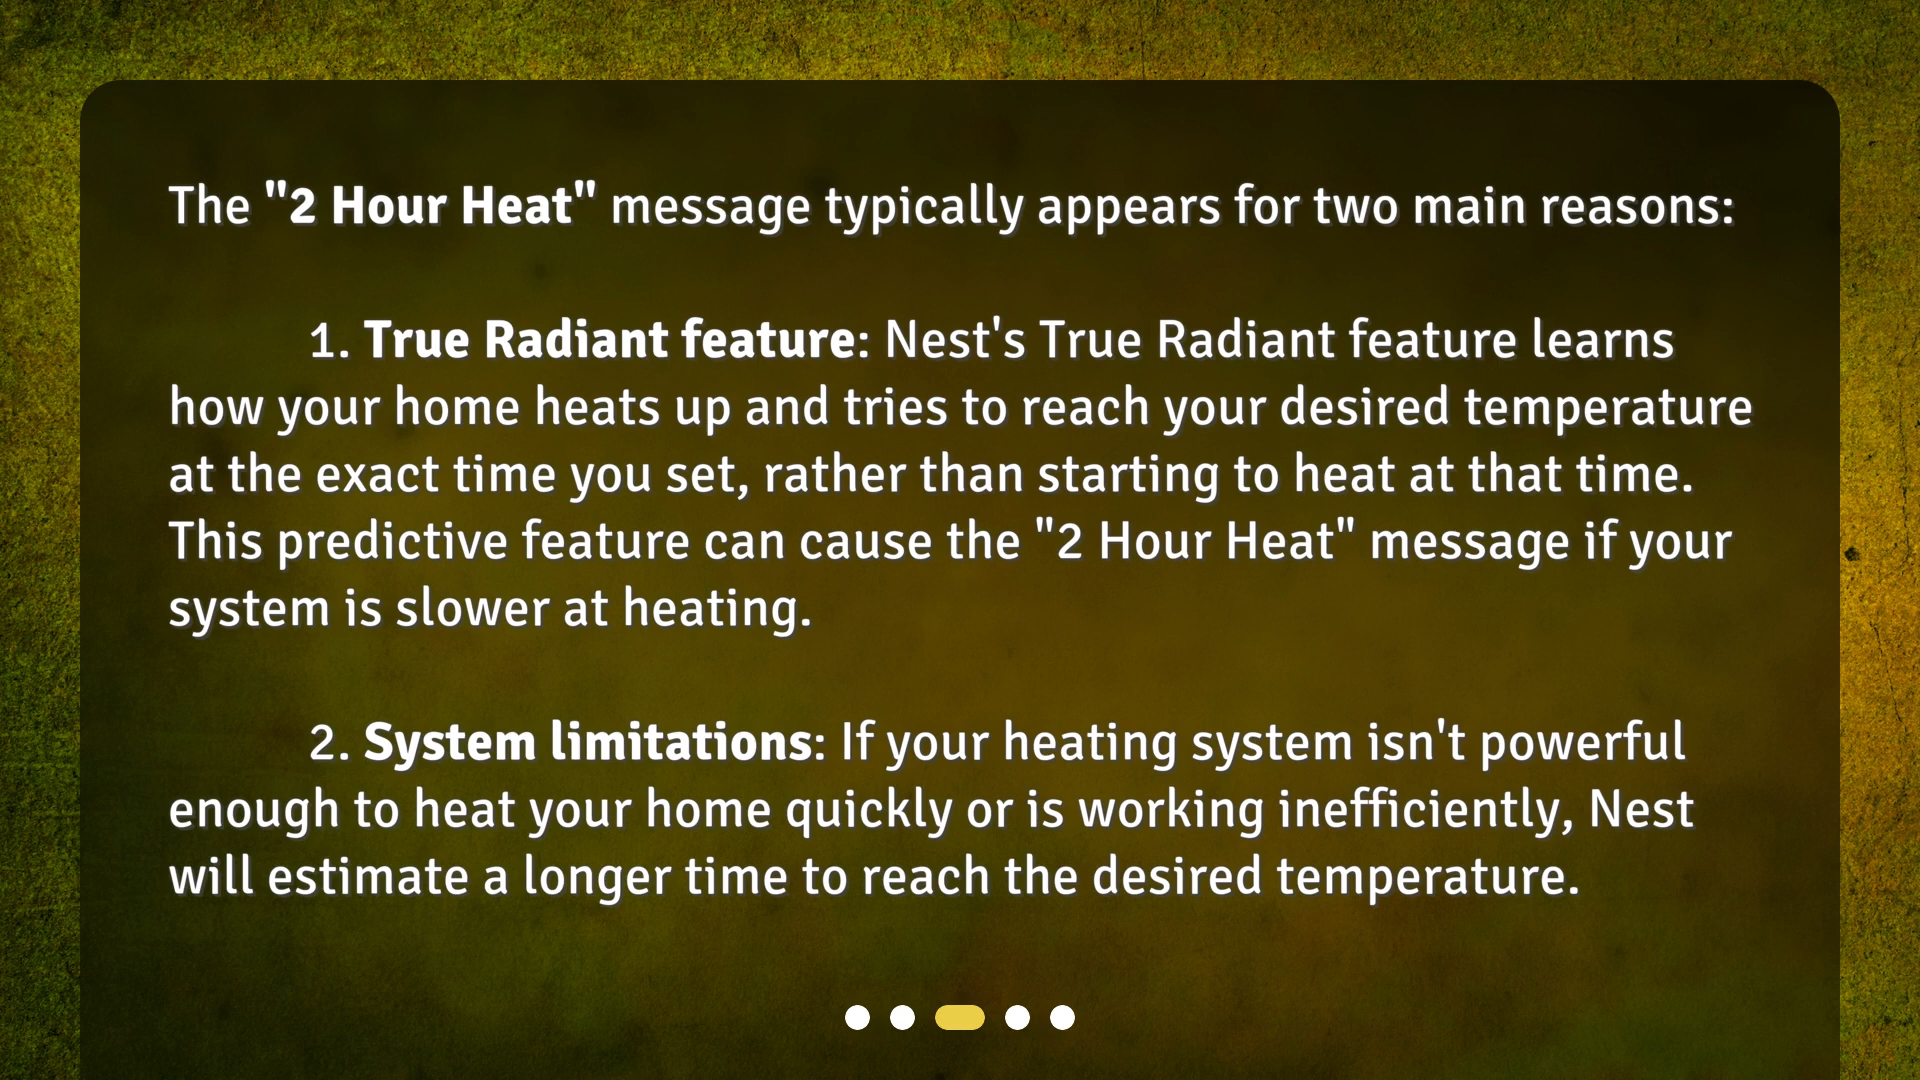 The "2 Hour Heat" message typically appears for two main reasons:
1. True Radiant feature: Nest's True Radiant feature learns
how your home heats up and tries to reach your desired temperature
at the exact time you set, rather than starting to heat at that time.
This predictive feature can cause the "2 Hour Heat" message if your
system is slower at heating.
2. System limitations: If your heating system isn't powerful
enough to heat your home quickly or is working inefficiently, Nest
will estimate a longer time to reach the desired temperature.